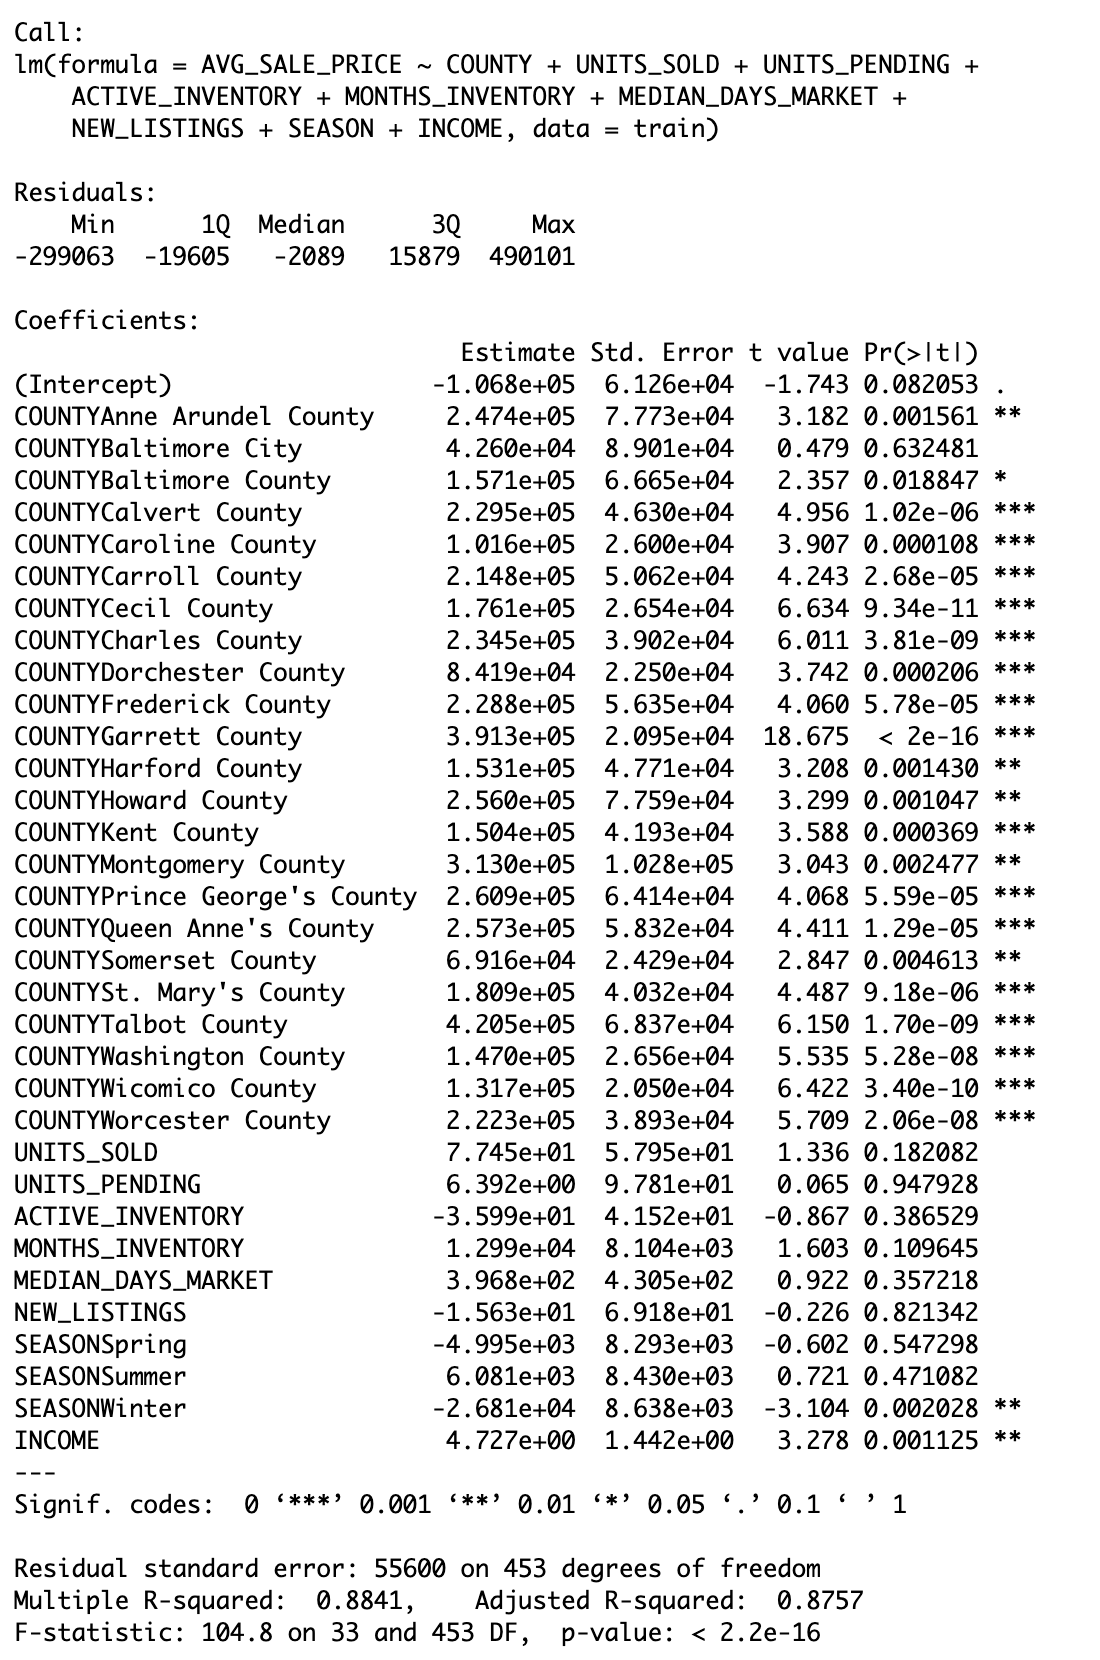 Call:
lm(formula = AVG_SALE_PRICE ~ COUNTY + UNITS_SOLD + UNITS_PENDING +
    ACTIVE_INVENTORY + MONTHS_INVENTORY + MEDIAN_DAYS_MARKET +
    NEW_LISTINGS + SEASON + INCOME, data = train)

Residuals:
    Min      1Q  Median      3Q     Max
-299063  -19605   -2089   15879  490101

Coefficients:
                           Estimate Std. Error t value Pr(>|t|)
(Intercept)              -1.068e+05  6.126e+04  -1.743 0.082053 .
COUNTYAnne Arundel County 2.474e+05  7.773e+04   3.182 0.001561 **
COUNTYBaltimore City      4.260e+04  8.901e+04   0.479 0.632481
COUNTYBaltimore County    1.571e+05  6.665e+04   2.357 0.018847 *
COUNTYCalvert County      2.295e+05  4.630e+04   4.956 1.02e-06 ***
COUNTYCaroline County     1.016e+05  2.600e+04   3.907 0.000108 ***
COUNTYCarroll County      2.148e+05  5.062e+04   4.243 2.68e-05 ***
COUNTYCecil County        1.761e+05  2.654e+04   6.634 9.34e-11 ***
COUNTYCharles County      2.345e+05  3.902e+04   6.011 3.81e-09 ***
COUNTYDorchester County   8.419e+04  2.250e+04   3.742 0.000206 ***
COUNTYFrederick County    2.288e+05  5.635e+04   4.060 5.78e-05 ***
COUNTYGarrett County      3.913e+05  2.095e+04  18.675  < 2e-16 ***
COUNTYHarford County      1.531e+05  4.771e+04   3.208 0.001430 **
COUNTYHoward County       2.560e+05  7.759e+04   3.299 0.001047 **
COUNTYKent County         1.504e+05  4.193e+04   3.588 0.000369 ***
COUNTYMontgomery County   3.130e+05  1.028e+05   3.043 0.002477 **
COUNTYPrince George's County 2.609e+05  6.414e+04   4.068 5.59e-05 ***
COUNTYQueen Anne's County 2.573e+05  5.832e+04   4.411 1.29e-05 ***
COUNTYSomerset County     6.916e+04  2.429e+04   2.847 0.004613 **
COUNTYSt. Mary's County   1.809e+05  4.032e+04   4.487 9.18e-06 ***
COUNTYTalbot County       4.205e+05  6.837e+04   6.150 1.70e-09 ***
COUNTYWashington County   1.470e+05  2.656e+04   5.535 5.28e-08 ***
COUNTYWicomico County     1.317e+05  2.050e+04   6.422 3.40e-10 ***
COUNTYWorcester County    2.223e+05  3.893e+04   5.709 2.06e-08 ***
UNITS_SOLD                7.745e+01  5.795e+01   1.336 0.182082
UNITS_PENDING             6.392e+00  9.781e+01   0.065 0.947928
ACTIVE_INVENTORY         -3.599e+01  4.152e+01  -0.867 0.386529
MONTHS_INVENTORY          1.299e+04  8.104e+03   1.603 0.109645
MEDIAN_DAYS_MARKET        3.968e+02  4.305e+02   0.922 0.357218
NEW_LISTINGS             -1.563e+01  6.918e+01  -0.226 0.821342
SEASONSpring             -4.995e+03  8.293e+03  -0.602 0.547298
SEASONSummer              6.081e+03  8.430e+03   0.721 0.471082
SEASONWinter             -2.681e+04  8.638e+03  -3.104 0.002028 **
INCOME                    4.727e+00  1.442e+00   3.278 0.001125 **
---
Signif. codes:  0 ‘***’ 0.001 ‘**’ 0.01 ‘*’ 0.05 ‘.’ 0.1 ‘ ’ 1

Residual standard error: 55600 on 453 degrees of freedom
Multiple R-squared:  0.8841,    Adjusted R-squared:  0.8757
F-statistic: 104.8 on 33 and 453 DF,  p-value: < 2.2e-16